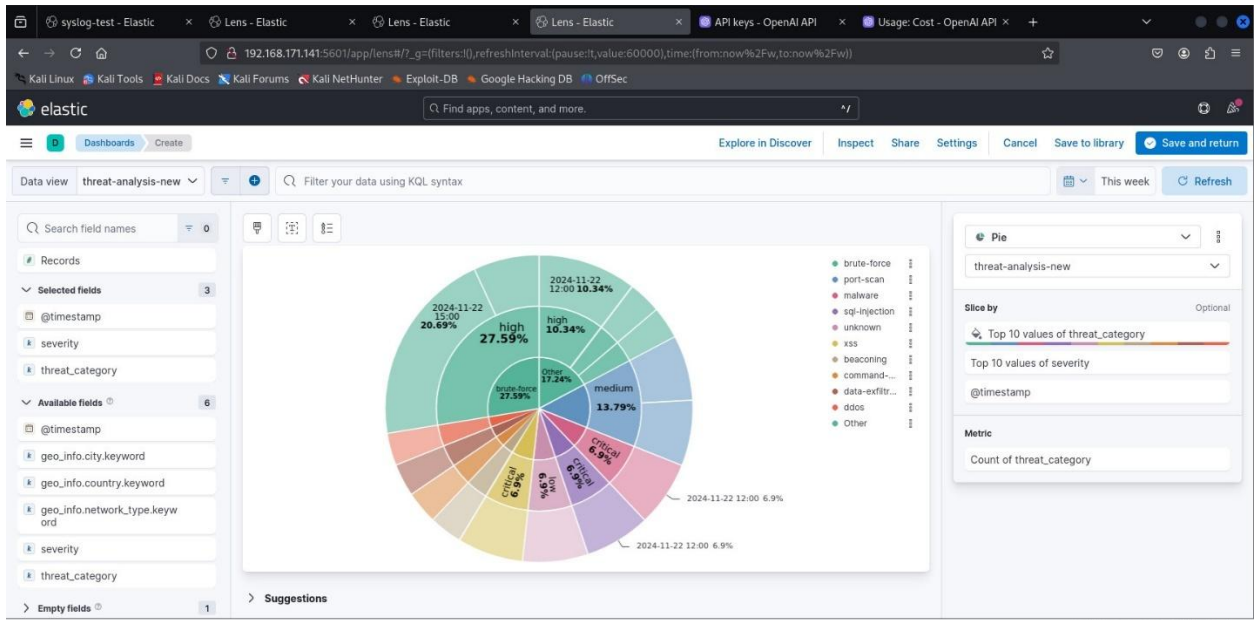 syslog-test - Elastic
Lens - Elastic
Lens - Elastic
Lens - Elastic
API keys - OpenAI API
Usage: Cost - OpenAI API
192.168.171.141:5601/app/lens#/?_g=(filters:!(),refreshInterval:(pause:!t,value:60000),time:(from:now%2Fw,to:now%2Fw))
Kali Linux Kali Tools Kali Docs Kali Forums Kali NetHunter Exploit-DB Google Hacking DB OffSec
elastic
Find apps, content, and more.
^/
D Dashboards Create
Explore in Discover Inspect Share Settings Cancel Save to library Save and return
Data view threat-analysis-new
Filter your data using KQL syntax
This week Refresh
Search field names 0
Records
Selected fields 3
@timestamp
severity
threat_category
Available fields 6
@timestamp
geo_info.city.keyword
geo_info.country.keyword
geo_info.network_type.keyw
ord
severity
threat_category
Empty fields 1
2024-11-22
12:00 10.34%
2024-11-22
15:00
20.69%
high
27.59%
high
10.34%
brute-force
27.59%
Other
17.24%
medium
13.79%
critical
6.9%
critical
6.9%
low
6.9%
critical
6.9%
2024-11-22 12:00 6.9%
2024-11-22 12:00 6.9%
brute-force
port-scan
malware
sql-injection
unknown
xss
beaconing
command-...
data-exfiltr...
ddos
Other
Suggestions
Pie
threat-analysis-new
Slice by Optional
Top 10 values of threat_category
Top 10 values of severity
@timestamp
Metric
Count of threat_category